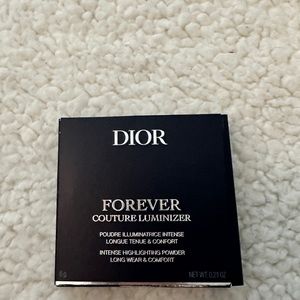 DIOR
FOREVER
COUTURE LUMINIZER
POUDRE ILLUMINATRICE INTENSE
LONGUE TENUE & CONFORT
INTENSE HIGHLIGHTING POWDER
LONG WEAR & COMFORT
6g NET WT 0.21 OZ